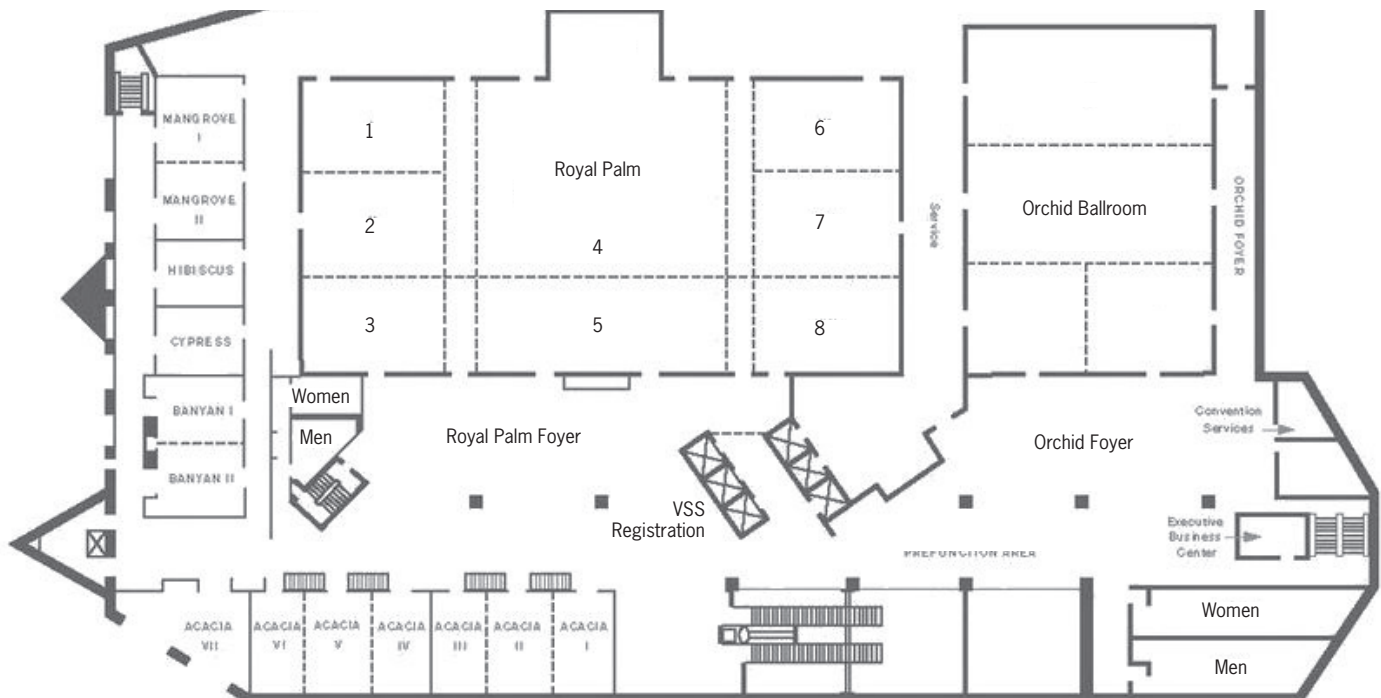 MANGROVE
I
1
6
Royal Palm
MANGROVE
II
2
4
7
Service
Orchid Ballroom
ORCHID FOYER
HIBISCUS
CYPRESS
3
5
8
BANYAN I
Women
Men
Royal Palm Foyer
Orchid Foyer
Convention
Services
BANYAN II
VSS
Registration
Executive
Business
Center
PREFUNCTION AREA
ACACIA
VII
ACACIA
VI
ACACIA
V
ACACIA
IV
ACACIA
III
ACACIA
II
ACACIA
I
Women
Men